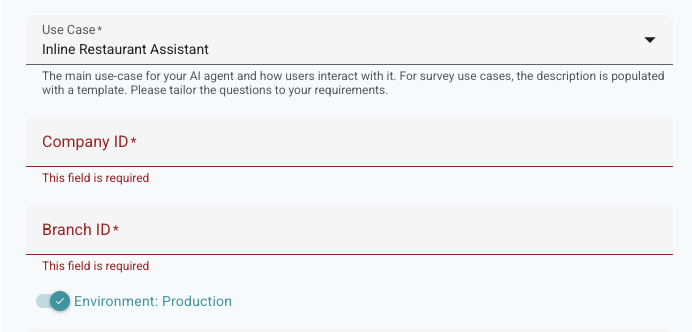 Use Case*
Inline Restaurant Assistant
The main use-case for your AI agent and how users interact with it. For survey use cases, the description is populated
with a template. Please tailor the questions to your requirements.
Company ID*
This field is required
Branch ID*
This field is required
Environment: Production